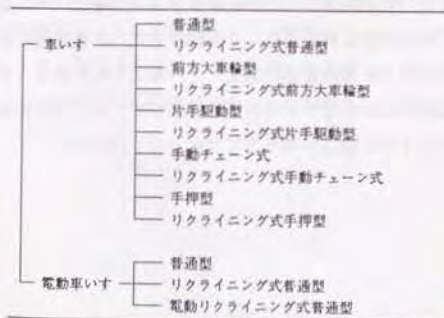 普通型
車いす
リクライニング式普通型
前方大車輪型
リクライニング式前方大車輪型
片手駆動型
リクライニング式片手駆動型
手動チェーン式
リクライニング式手動チェーン式
手押型
リクライニング式手押型
普通型
電動車いす
リクライニング式普通型
電動リクライニング式普通型